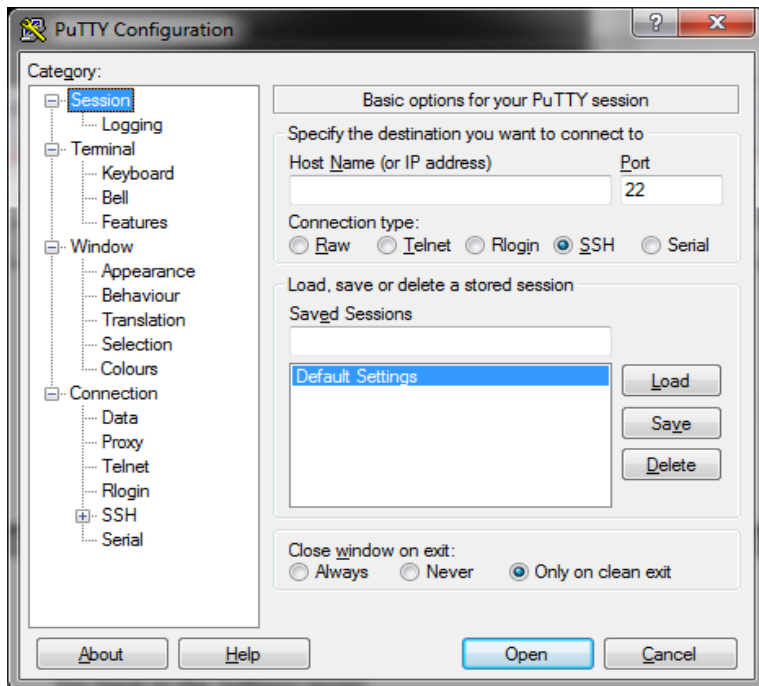 PuTTY Configuration
Category:
Session
Logging
Terminal
Keyboard
Bell
Features
Window
Appearance
Behaviour
Translation
Selection
Colours
Connection
Data
Proxy
Telnet
Rlogin
SSH
Serial
Basic options for your PuTTY session
Specify the destination you want to connect to
Host Name (or IP address) Port
22
Connection type:
Raw Telnet Rlogin SSH Serial
Load, save or delete a stored session
Saved Sessions
Default Settings
Load
Save
Delete
Close window on exit:
Always Never Only on clean exit
About Help Open Cancel